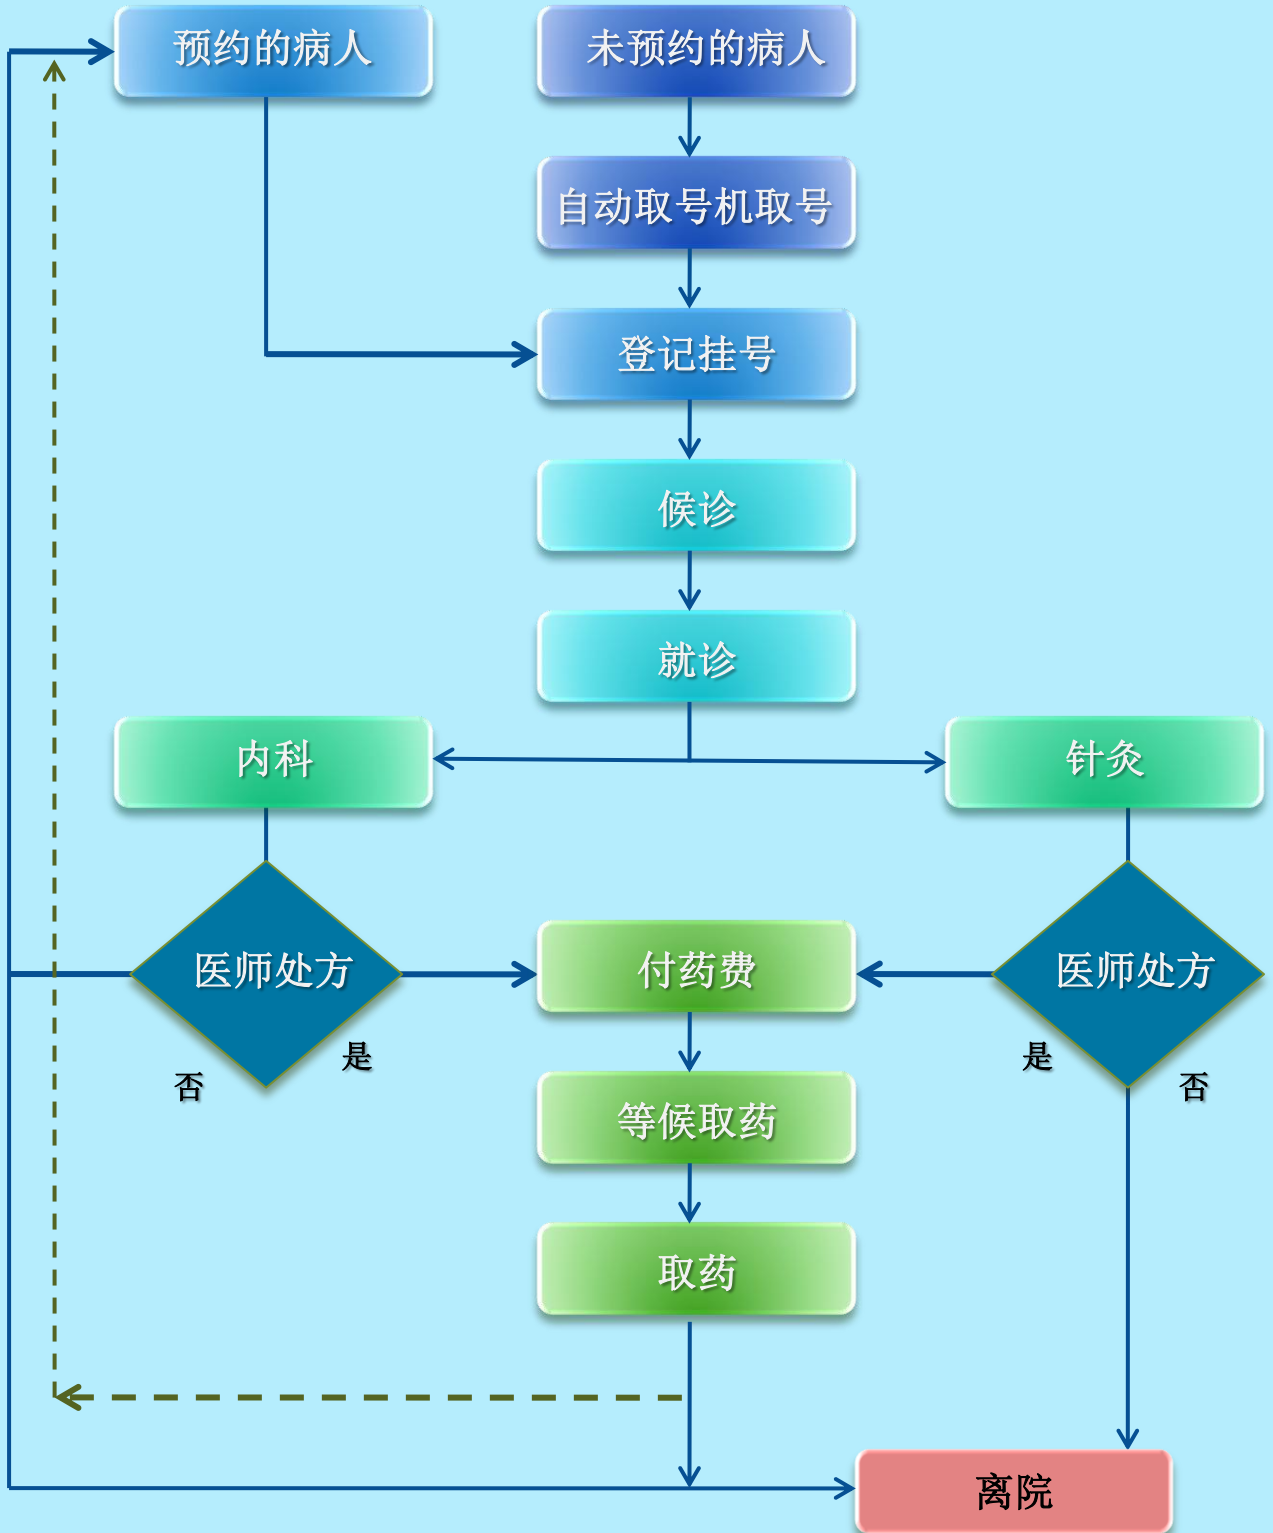 预约的病人
未预约的病人
自动取号机取号
登记挂号
候诊
就诊
内科
针灸
医师处方
付药费
医师处方
是
否
是
否
等候取药
取药
离院